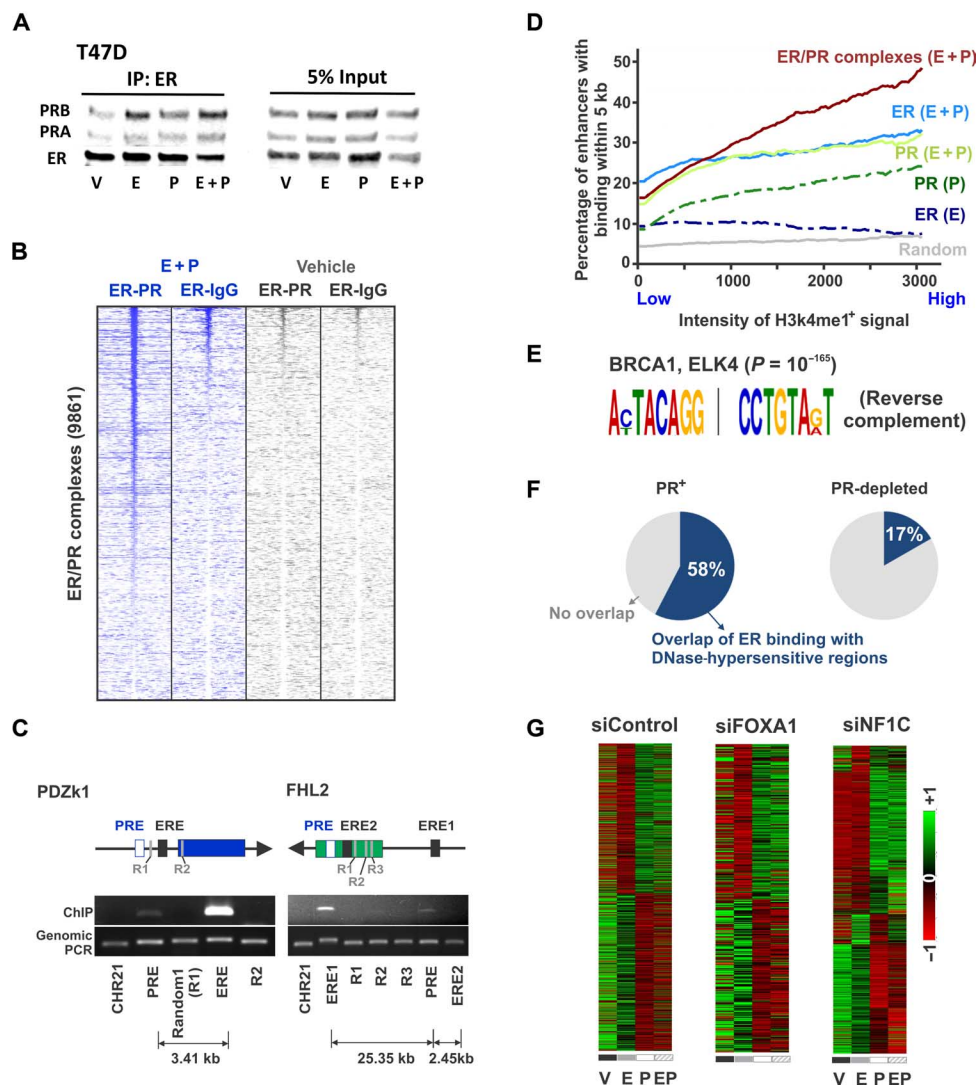 A
T47D
IP: ER
5% Input
PRB
PRA
ER
V E P E+P
V E P E+P
B
E+P
Vehicle
ER-PR ER-IgG ER-PR ER-IgG
ER/PR complexes (9861)
C
PDZk1
FHL2
PRE ERE
R1 R2
PRE ERE2 ERE1
R1 R2 R3
ChIP
Genomic
PCR
CHR21
PRE
Random1
(R1)
ERE
R2
CHR21
ERE1
R1
R2
R3
PRE
ERE2
3.41 kb
25.35 kb
2.45kb
D
Percentage of enhancers with
binding within 5 kb
50
40
30
20
10
0
ER/PR complexes (E+P)
ER (E+P)
PR (E+P)
PR (P)
ER (E)
Random
0 1000 2000 3000
Low High
Intensity of H3k4me1+ signal
E
BRCA1, ELK4 (P = 10−165)
ACTACAGG CCTGTAGT
(Reverse
complement)
F
PR+
PR-depleted
58%
17%
No overlap
Overlap of ER binding with
DNase-hypersensitive regions
G
siControl siFOXA1 siNF1C
+1
0
−1
V E P EP
V E P EP